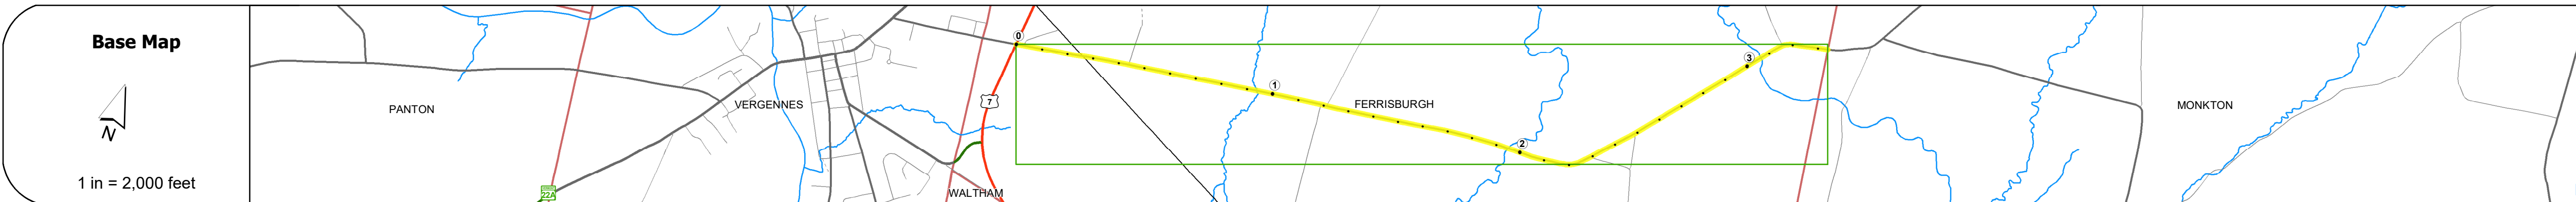 Base Map
N
1 in = 2,000 feet
PANTON
22A
VERGENNES
WALTHAM
7
0
1
2
3
FERRISBURGH
MONKTON